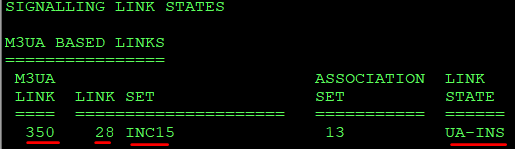 SIGNALLING LINK STATES
M3UA BASED LINKS
================
M3UA ASSOCIATION LINK
LINK LINK SET SET STATE
==== ===================== =========== ======
350 28 INC15 13 UA-INS